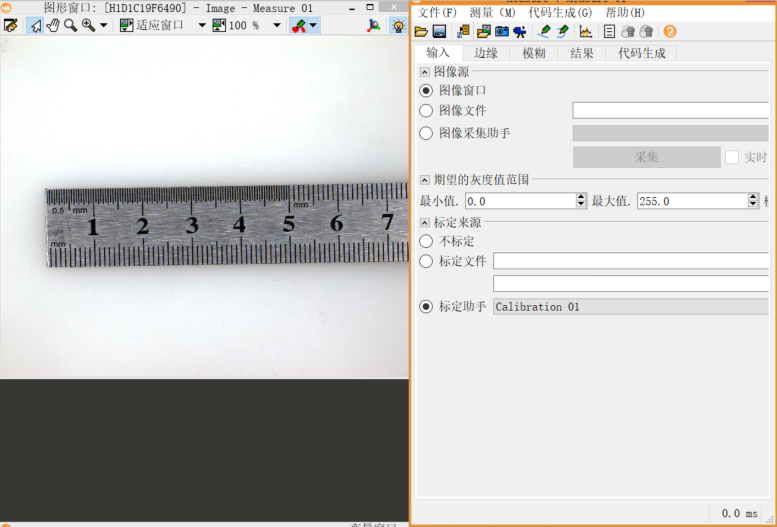 图形窗口: [H1D1C19F6490] - Image - Measure 01
适应窗口 100 %
0.5 mm
mm
1 2 3 4 5 6 7
mm
文件(F) 测量 (M) 代码生成(G) 帮助(H)
输入 边缘 模糊 结果 代码生成
图像源
图像窗口
图像文件
图像采集助手
采集 实时
期望的灰度值范围
最小值. 0.0 最大值. 255.0
标定来源
不标定
标定文件
标定助手 Calibration 01
0.0 ms